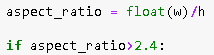 aspect_ratio = float(w)/h
if aspect_ratio>2.4: